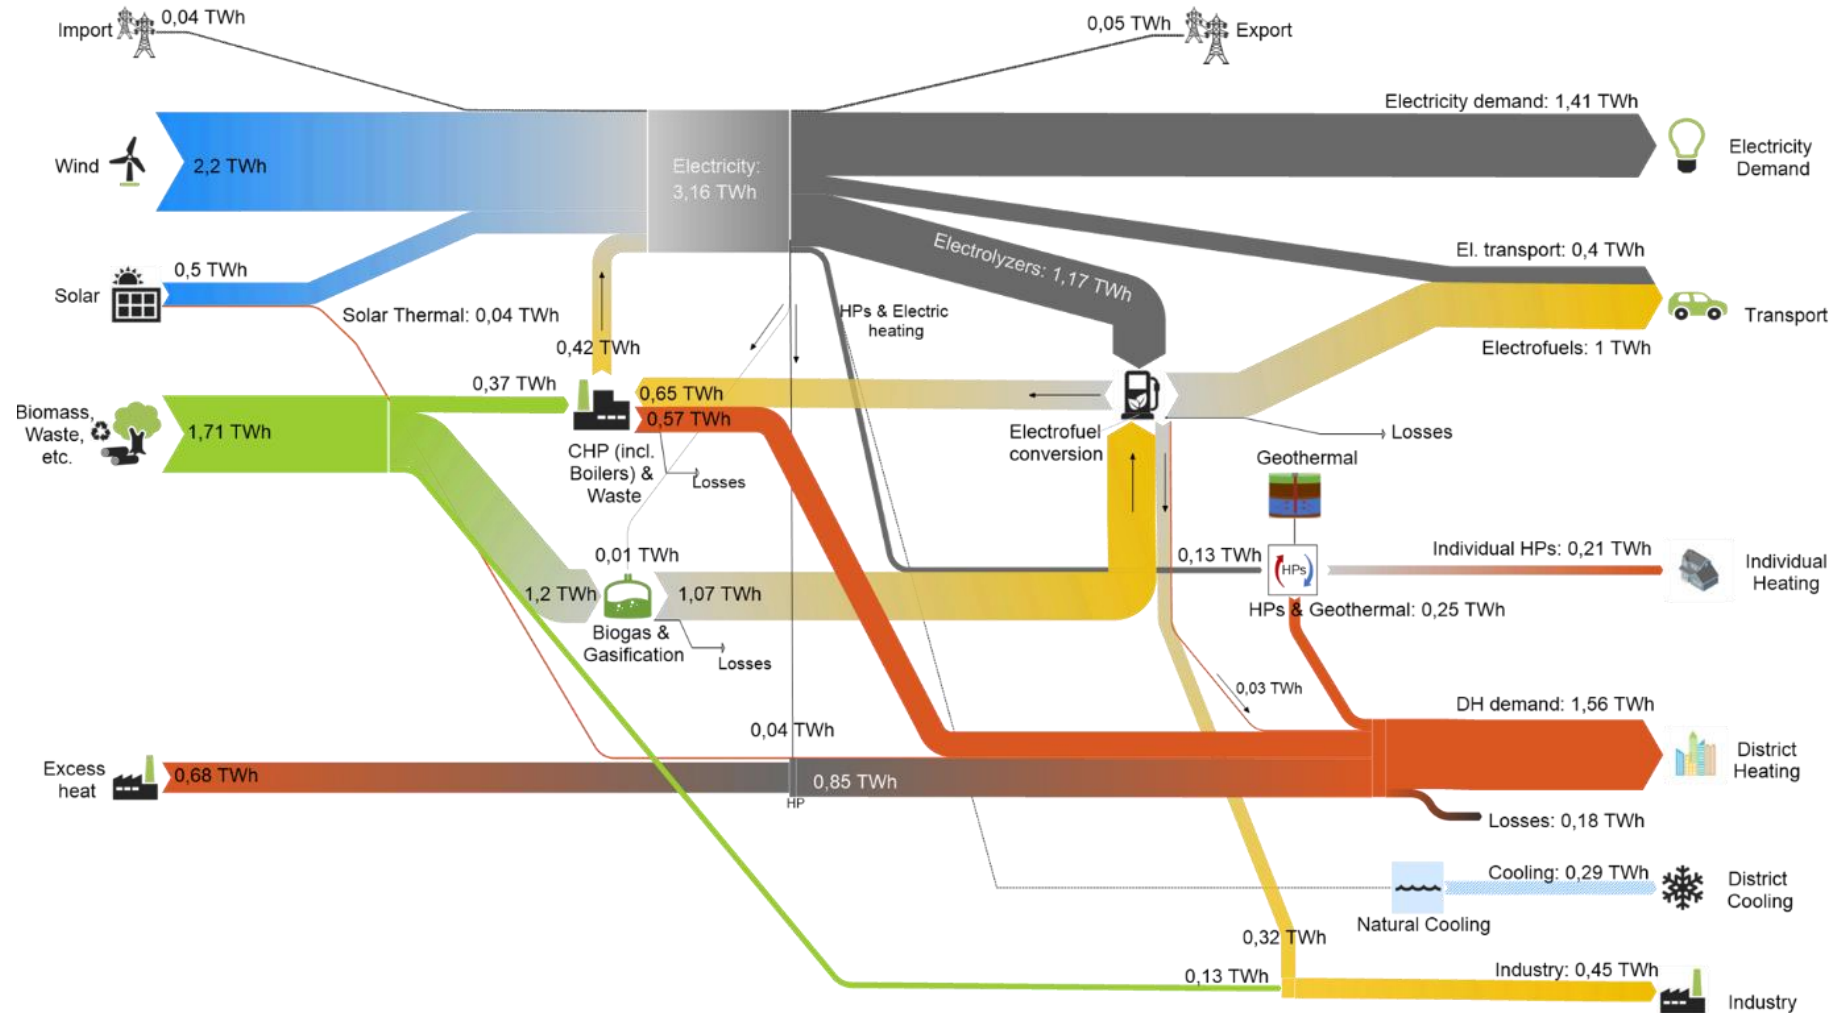 Import
0,04 TWh
0,05 TWh
Export
Electricity demand: 1,41 TWh
Wind
2,2 TWh
Electricity:
3,16 TWh
Electricity
Demand
Electrolyzers: 1,17 TWh
El. transport: 0,4 TWh
Solar
0,5 TWh
Solar Thermal: 0,04 TWh
HPs & Electric
heating
Transport
0,42 TWh
Electrofuels: 1 TWh
0,37 TWh
0,65 TWh
0,57 TWh
Biomass,
Waste,
etc.
1,71 TWh
CHP (incl.
Boilers) &
Waste
Losses
Electrofuel
conversion
Losses
Geothermal
0,01 TWh
0,13 TWh
HPs
Individual HPs: 0,21 TWh
Individual
Heating
1,2 TWh
1,07 TWh
HPs & Geothermal: 0,25 TWh
Biogas &
Gasification
Losses
0,03 TWh
DH demand: 1,56 TWh
0,04 TWh
District
Heating
Excess
heat
0,68 TWh
0,85 TWh
HP
Losses: 0,18 TWh
Cooling: 0,29 TWh
District
Cooling
Natural Cooling
0,32 TWh
0,13 TWh
Industry: 0,45 TWh
Industry